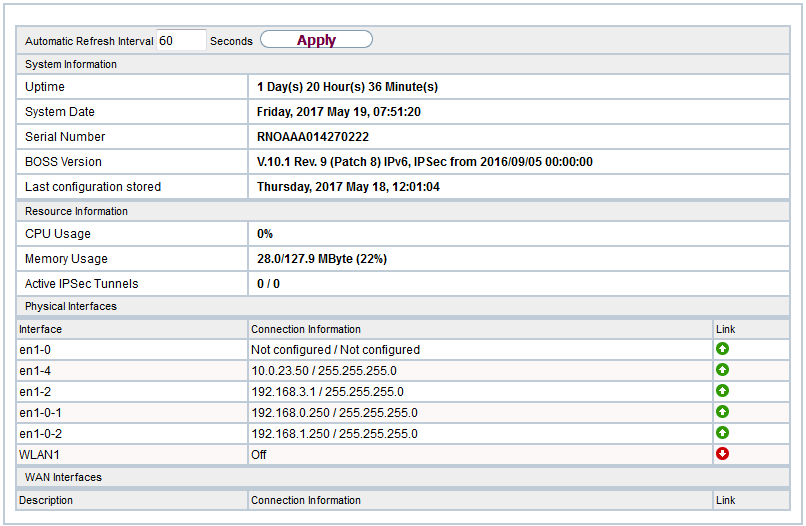 Automatic Refresh Interval 60 Seconds Apply
System Information
Uptime 1 Day(s) 20 Hour(s) 36 Minute(s)
System Date Friday, 2017 May 19, 07:51:20
Serial Number RNOAAA014270222
BOSS Version V.10.1 Rev. 9 (Patch 8) IPv6, IPSec from 2016/09/05 00:00:00
Last configuration stored Thursday, 2017 May 18, 12:01:04
Resource Information
CPU Usage 0%
Memory Usage 28.0/127.9 MByte (22%)
Active IPSec Tunnels 0 / 0
Physical Interfaces
Interface Connection Information Link
en1-0 Not configured / Not configured
en1-4 10.0.23.50 / 255.255.255.0
en1-2 192.168.3.1 / 255.255.255.0
en1-0-1 192.168.0.250 / 255.255.255.0
en1-0-2 192.168.1.250 / 255.255.255.0
WLAN1 Off
WAN Interfaces
Description Connection Information Link